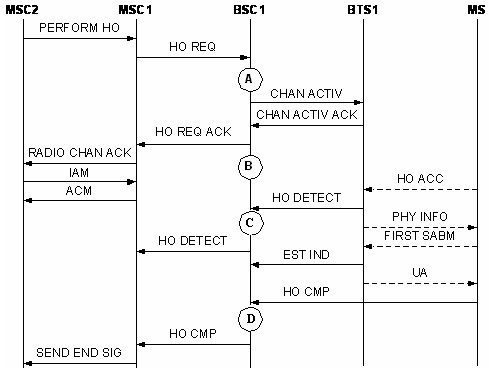 MSC2 MSC1 BSC1 BTS1 MS
PERFORM HO
HO REQ
A
CHAN ACTIV
CHAN ACTIV ACK
HO REQ ACK
RADIO CHAN ACK
B
IAM
HO ACC
ACM
HO DETECT
PHY INFO
C
FIRST SABM
HO DETECT
EST IND
UA
HO CMP
D
HO CMP
SEND END SIG